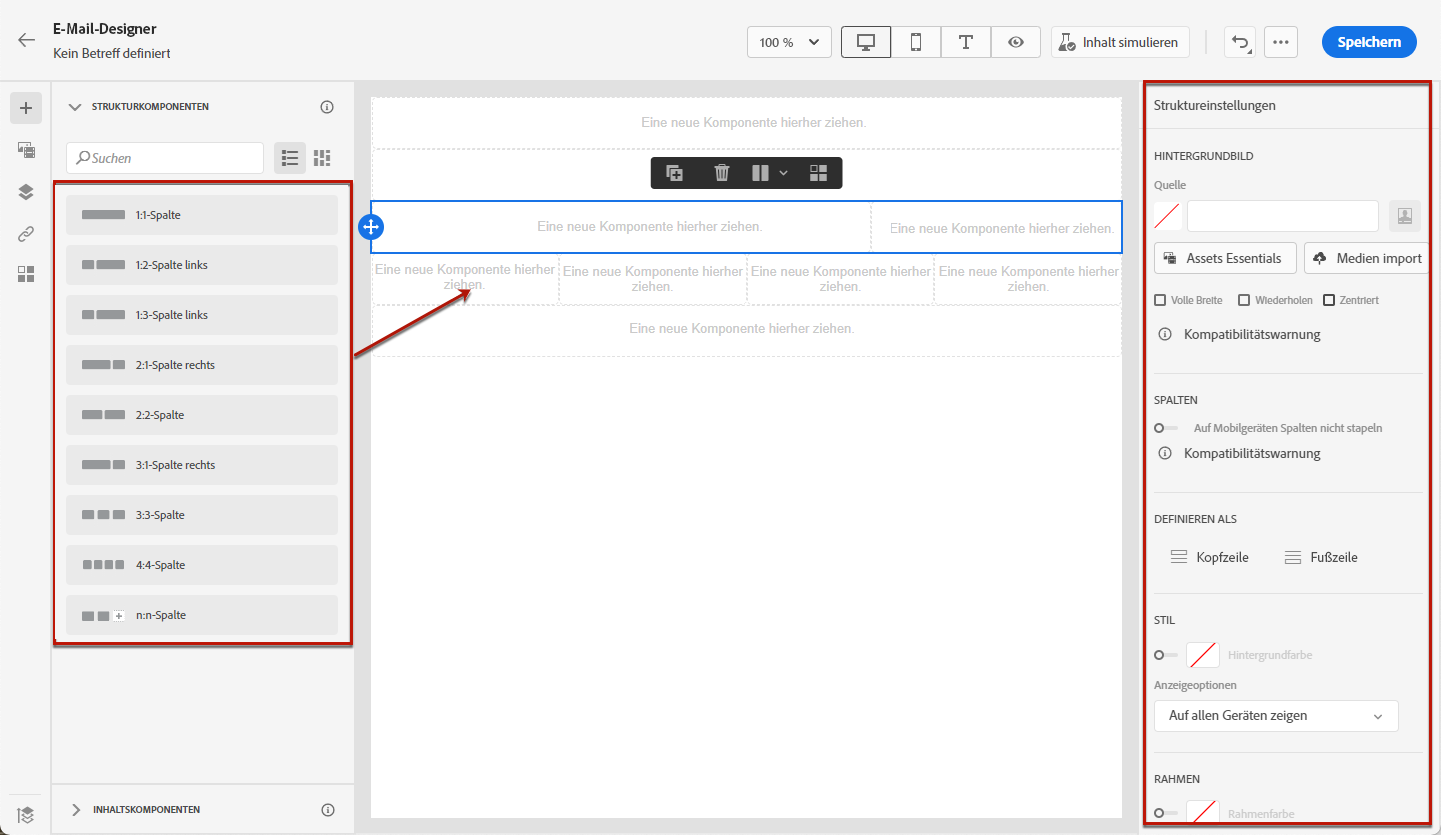 E-Mail-Designer
Kein Betreff definiert
100 %
Inhalt simulieren
Speichern
STRUKTURKOMPONENTEN
Suchen
1:1-Spalte
1:2-Spalte links
1:3-Spalte links
2:1-Spalte rechts
2:2-Spalte
3:1-Spalte rechts
3:3-Spalte
4:4-Spalte
n:n-Spalte
INHALTSKOMPONENTEN
Eine neue Komponente hierher ziehen.
Eine neue Komponente hierher ziehen.
Eine neue Komponente hierher ziehen.
Eine neue Komponente hierher
ziehen.
Eine neue Komponente hierher
ziehen.
Eine neue Komponente hierher
ziehen.
Eine neue Komponente hierher
ziehen.
Eine neue Komponente hierher ziehen.
Struktureinstellungen
HINTERGRUNDBILD
Quelle
Assets Essentials
Medien import
Volle Breite
Wiederholen
Zentriert
Kompatibilitätswarnung
SPALTEN
Auf Mobilgeräten Spalten nicht stapeln
Kompatibilitätswarnung
DEFINIEREN ALS
Kopfzeile
Fußzeile
STIL
Hintergrundfarbe
Anzeigeoptionen
Auf allen Geräten zeigen
RAHMEN
Rahmenfarbe